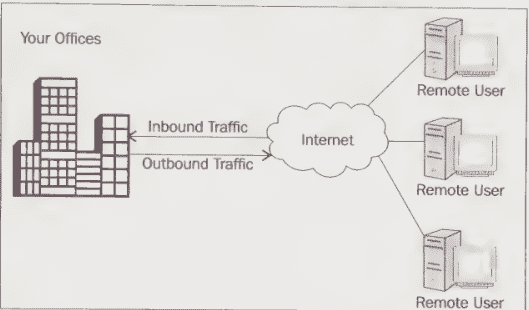 Your Offices
Inbound Traffic
Outbound Traffic
Internet
Remote User
Remote User
Remote User